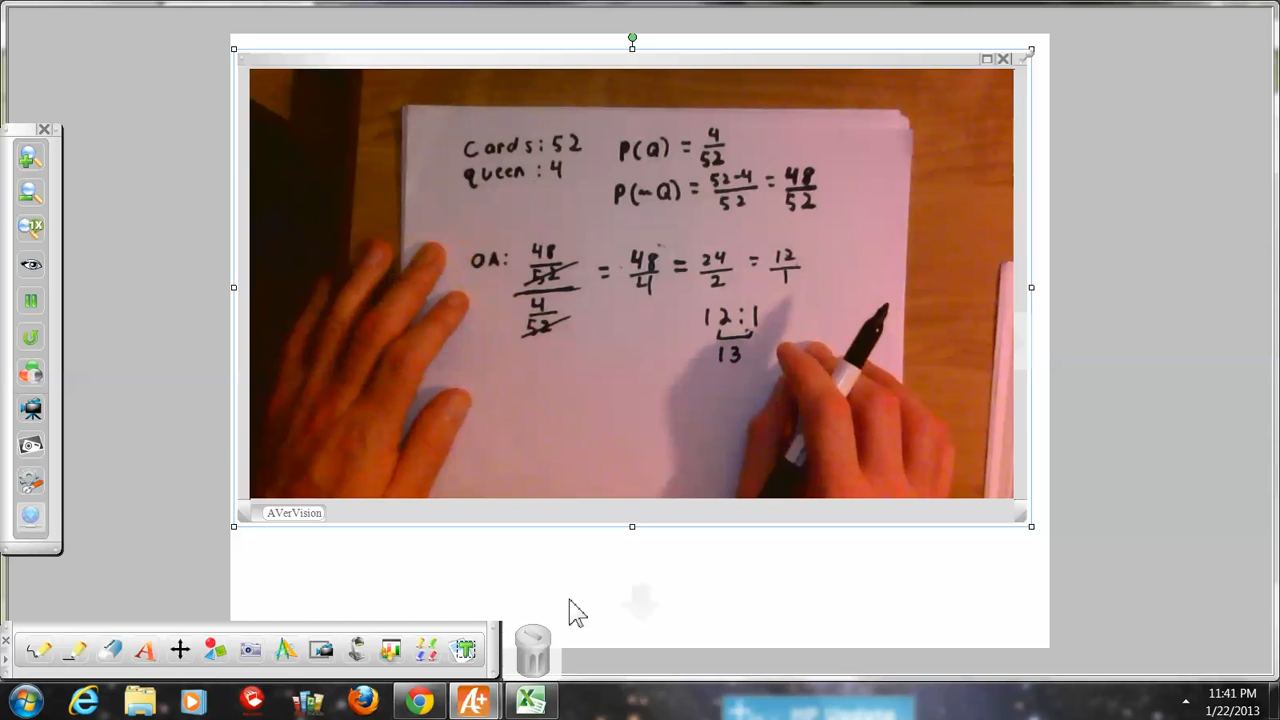 Cards: 52
queen: 4
P(Q) = 4/52
P(~Q) = 52-4/52 = 48/52
OA: 48/52 / 4/52 = 48/4 = 24/2 = 12/1
12:1
13
AVerVision
11:41 PM
1/22/2013